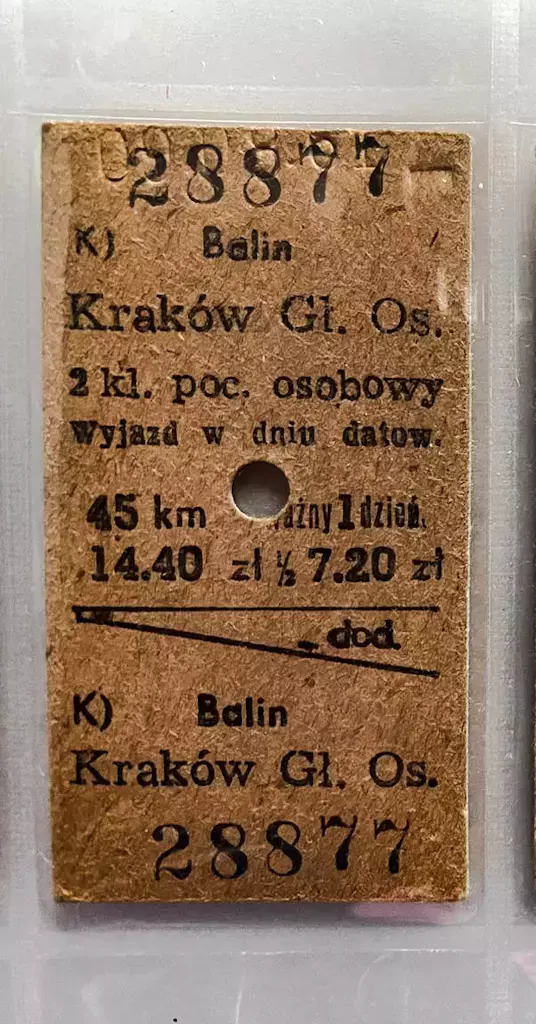 28877
K) Balin
Kraków Gł. Os.
2 kl. poc. osobowy
Wyjazd w dniu datow.
45 km ażny 1 dzień.
14.40 zł ½ 7.20 zł
dod.
K) Balin
Kraków Gł. Os.
28877